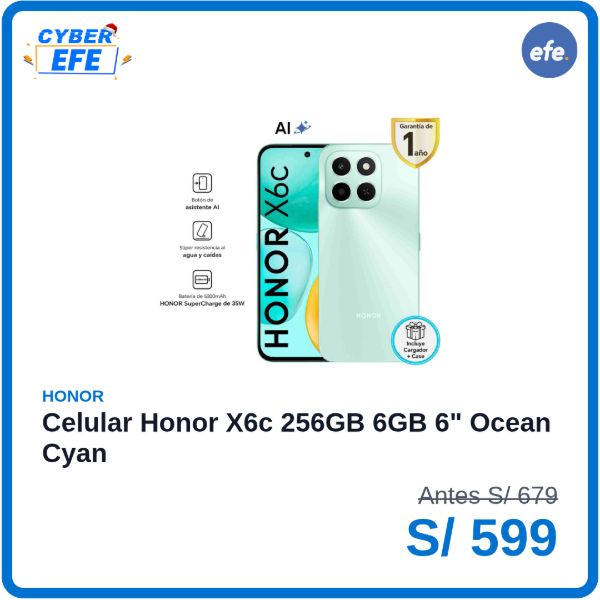 CYBER
EFE
efe.
AI
Garantía de
1
año
HONOR X6c
Botón de
asistente AI
Súper resistencia al
agua y caídas
Batería de 5300mAh
HONOR SuperCharge de 35W
HONOR
Incluye
Cargador
+ Case
HONOR
Celular Honor X6c 256GB 6GB 6" Ocean
Cyan
Antes S/ 679
S/ 599